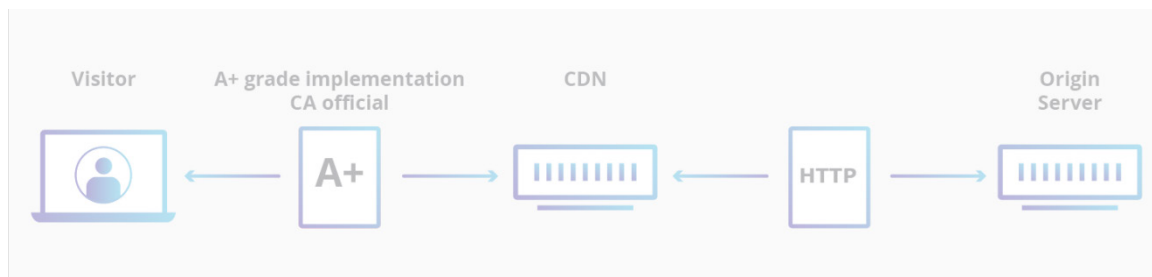 Visitor
A+ grade implementation
CA official
CDN
Origin
Server
A+
HTTP